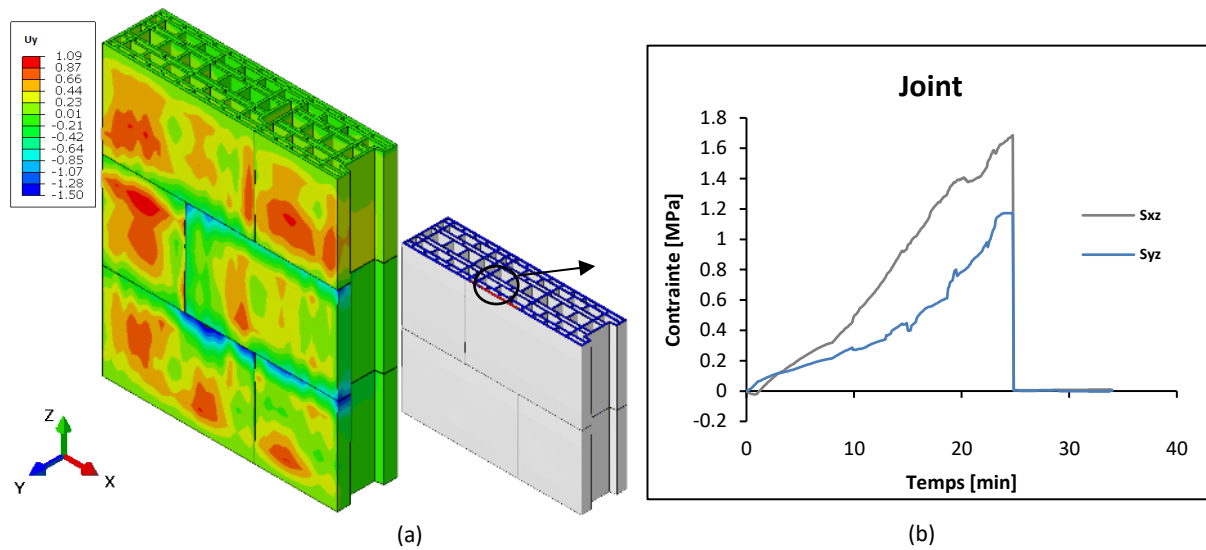 Uy
1.09
0.87
0.66
0.44
0.23
0.01
-0.21
-0.42
-0.64
-0.85
-1.07
-1.28
-1.50
Z
Y
X
(a)
Joint
Contrainte [MPa]
1.8
1.6
1.4
1.2
1
0.8
0.6
0.4
0.2
0
-0.2
0 10 20 30 40
Temps [min]
Sxz
Syz
(b)